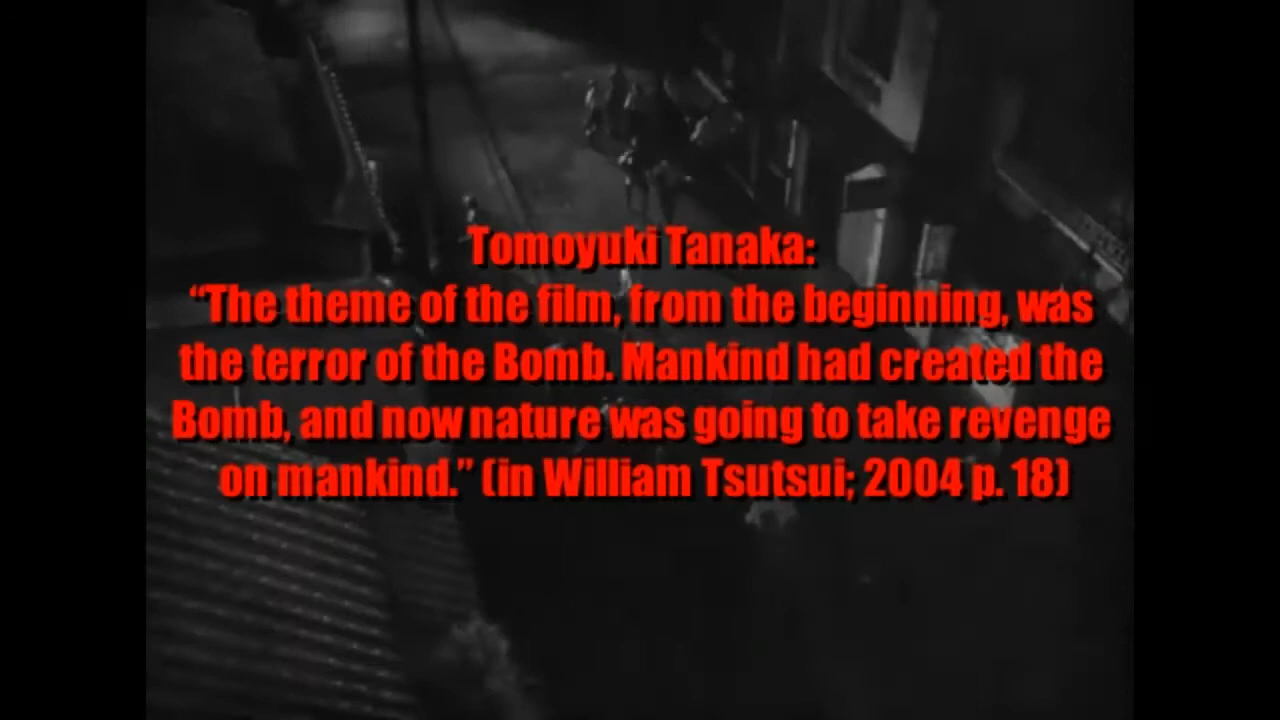 Tomoyuki Tanaka:
“The theme of the film, from the beginning, was
the terror of the Bomb. Mankind had created the
Bomb, and now nature was going to take revenge
on mankind.” (in William Tsutsui; 2004 p. 18)